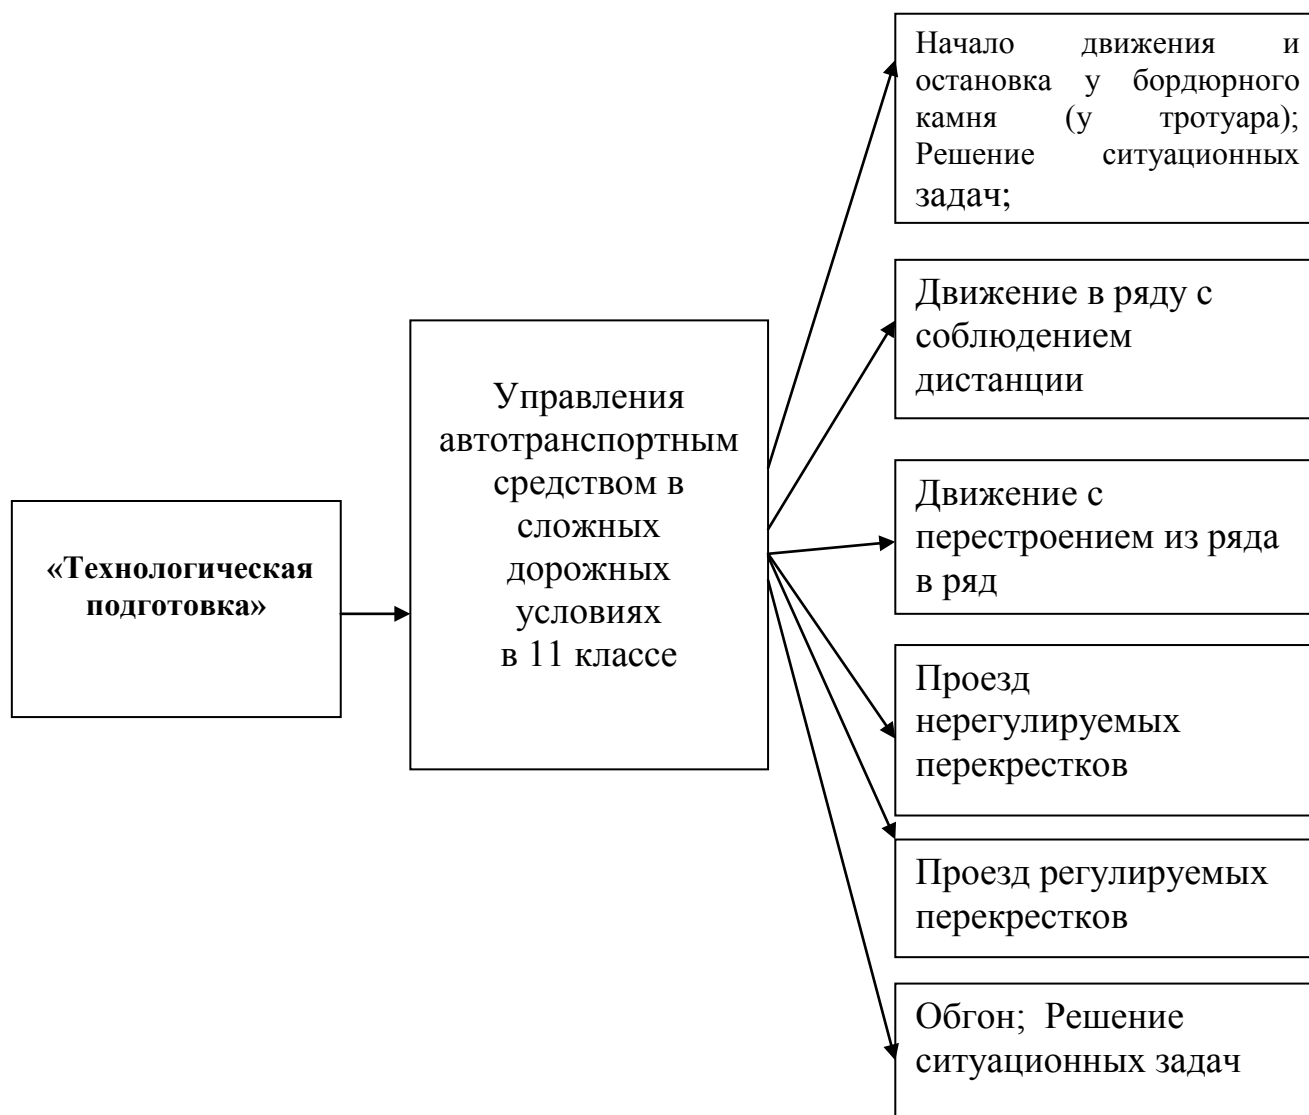 «Технологическая
подготовка»
Управления
автотранспортным
средством в
сложных
дорожных
условиях
в 11 классе
Начало движения и
остановка у бордюрного
камня (у тротуара);
Решение ситуационных
задач;
Движение в ряду с
соблюдением
дистанции
Движение с
перестроением из ряда
в ряд
Проезд
нерегулируемых
перекрестков
Проезд регулируемых
перекрестков
Обгон; Решение
ситуационных задач